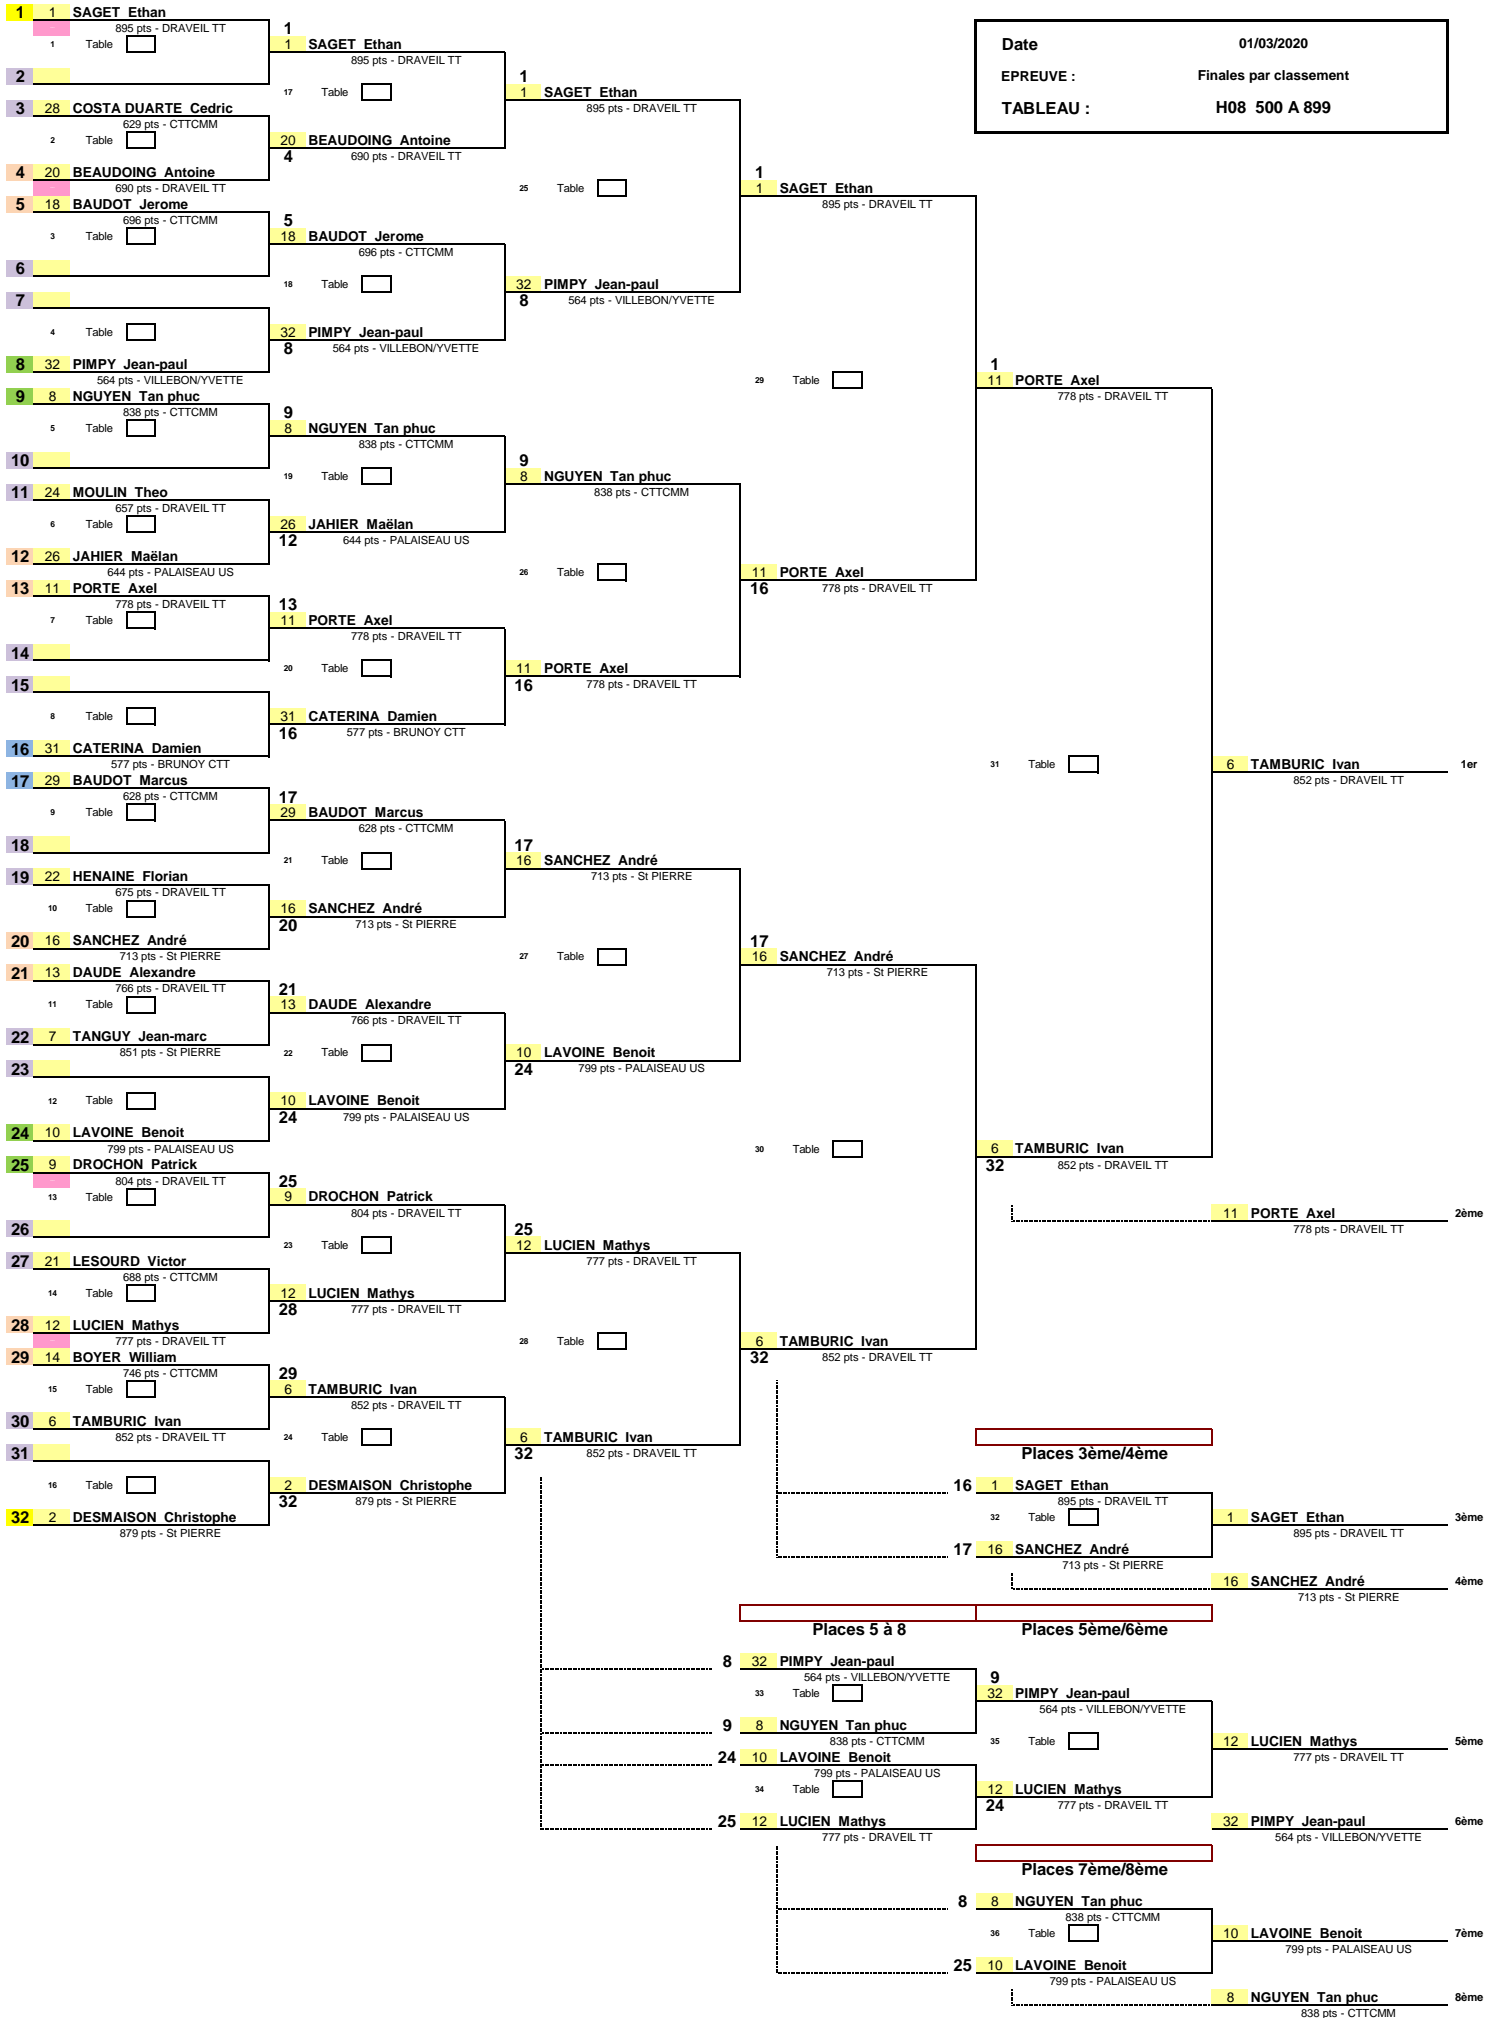 Date 01/03/2020
EPREUVE : Finales par classement
TABLEAU : H08 500 A 899
1 1 SAGET Ethan
895 pts - DRAVEIL TT
1 Table
2
3 28 COSTA DUARTE Cedric
629 pts - CTTCMM
2 Table
4 20 BEAUDOING Antoine
690 pts - DRAVEIL TT
5 18 BAUDOT Jerome
696 pts - CTTCMM
3 Table
6
7
4 Table
8 32 PIMPY Jean-paul
564 pts - VILLEBON/YVETTE
9 8 NGUYEN Tan phuc
838 pts - CTTCMM
5 Table
10
11 24 MOULIN Theo
657 pts - DRAVEIL TT
6 Table
12 26 JAHIER Maëlan
644 pts - PALAISEAU US
13 11 PORTE Axel
778 pts - DRAVEIL TT
7 Table
14
15
8 Table
16 31 CATERINA Damien
577 pts - BRUNOY CTT
17 29 BAUDOT Marcus
628 pts - CTTCMM
9 Table
18
19 22 HENAINE Florian
675 pts - DRAVEIL TT
10 Table
20 16 SANCHEZ André
713 pts - St PIERRE
21 13 DAUDE Alexandre
766 pts - DRAVEIL TT
11 Table
22 7 TANGUY Jean-marc
851 pts - St PIERRE
23
12 Table
24 10 LAVOINE Benoit
799 pts - PALAISEAU US
25 9 DROCHON Patrick
804 pts - DRAVEIL TT
13 Table
26
27 21 LESOURD Victor
688 pts - CTTCMM
14 Table
28 12 LUCIEN Mathys
777 pts - DRAVEIL TT
29 14 BOYER William
746 pts - CTTCMM
15 Table
30 6 TAMBURIC Ivan
852 pts - DRAVEIL TT
31
16 Table
32 2 DESMAISON Christophe
879 pts - St PIERRE
1
1 SAGET Ethan
895 pts - DRAVEIL TT
17 Table
20 BEAUDOING Antoine
4 690 pts - DRAVEIL TT
5
18 BAUDOT Jerome
696 pts - CTTCMM
18 Table
32 PIMPY Jean-paul
8 564 pts - VILLEBON/YVETTE
9
8 NGUYEN Tan phuc
838 pts - CTTCMM
19 Table
26 JAHIER Maëlan
12 644 pts - PALAISEAU US
13
11 PORTE Axel
778 pts - DRAVEIL TT
20 Table
31 CATERINA Damien
16 577 pts - BRUNOY CTT
17
29 BAUDOT Marcus
628 pts - CTTCMM
21 Table
16 SANCHEZ André
20 713 pts - St PIERRE
21
13 DAUDE Alexandre
766 pts - DRAVEIL TT
22 Table
10 LAVOINE Benoit
24 799 pts - PALAISEAU US
25
9 DROCHON Patrick
804 pts - DRAVEIL TT
23 Table
12 LUCIEN Mathys
28 777 pts - DRAVEIL TT
29
6 TAMBURIC Ivan
852 pts - DRAVEIL TT
24 Table
2 DESMAISON Christophe
32 879 pts - St PIERRE
1
1 SAGET Ethan
895 pts - DRAVEIL TT
25 Table
32 PIMPY Jean-paul
8 564 pts - VILLEBON/YVETTE
9
8 NGUYEN Tan phuc
838 pts - CTTCMM
26 Table
11 PORTE Axel
16 778 pts - DRAVEIL TT
17
16 SANCHEZ André
713 pts - St PIERRE
27 Table
10 LAVOINE Benoit
24 799 pts - PALAISEAU US
25
12 LUCIEN Mathys
777 pts - DRAVEIL TT
28 Table
6 TAMBURIC Ivan
32 852 pts - DRAVEIL TT
1
1 SAGET Ethan
895 pts - DRAVEIL TT
29 Table
11 PORTE Axel
16 778 pts - DRAVEIL TT
17
16 SANCHEZ André
713 pts - St PIERRE
30 Table
6 TAMBURIC Ivan
32 852 pts - DRAVEIL TT
1
11 PORTE Axel
778 pts - DRAVEIL TT
31 Table
6 TAMBURIC Ivan
32 852 pts - DRAVEIL TT
6 TAMBURIC Ivan 1er
852 pts - DRAVEIL TT
11 PORTE Axel 2ème
778 pts - DRAVEIL TT
Places 3ème/4ème
16 1 SAGET Ethan
895 pts - DRAVEIL TT
32 Table
17 16 SANCHEZ André
713 pts - St PIERRE
1 SAGET Ethan 3ème
895 pts - DRAVEIL TT
16 SANCHEZ André 4ème
713 pts - St PIERRE
Places 5 à 8
Places 5ème/6ème
8 32 PIMPY Jean-paul
564 pts - VILLEBON/YVETTE
33 Table
9 8 NGUYEN Tan phuc
838 pts - CTTCMM
24 10 LAVOINE Benoit
799 pts - PALAISEAU US
34 Table
25 12 LUCIEN Mathys
777 pts - DRAVEIL TT
9
32 PIMPY Jean-paul
564 pts - VILLEBON/YVETTE
35 Table
12 LUCIEN Mathys
24 777 pts - DRAVEIL TT
12 LUCIEN Mathys 5ème
777 pts - DRAVEIL TT
32 PIMPY Jean-paul 6ème
564 pts - VILLEBON/YVETTE
Places 7ème/8ème
8 8 NGUYEN Tan phuc
838 pts - CTTCMM
36 Table
25 10 LAVOINE Benoit
799 pts - PALAISEAU US
10 LAVOINE Benoit 7ème
799 pts - PALAISEAU US
8 NGUYEN Tan phuc 8ème
838 pts - CTTCMM